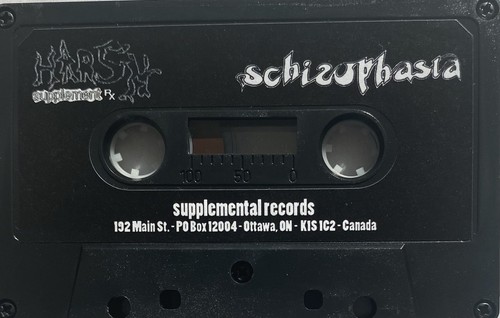 HARSH
supplement Rx
schizophasia
100 50 0
supplemental records
192 Main St. - PO Box 12004 - Ottawa, ON - K1S 1C2 - Canada